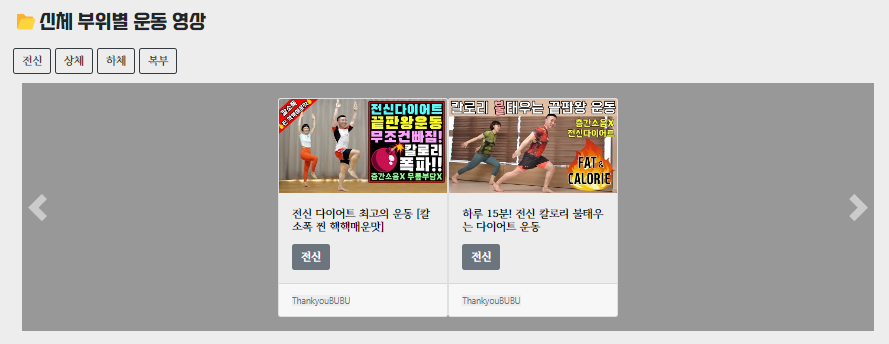 신체 부위별 운동 영상
전신 상체 하체 복부
칼소폭
전신다이어트
끝판왕운동
무조건빠짐!
칼로리
폭파!!
층간소음X 무릎부담X
칼로리 불태우는 끝판왕 운동
층간소음X
전신다이어트
FAT &
CALORIE
전신 다이어트 최고의 운동 [칼
소폭 찐 핵핵매운맛]
전신
ThankyouBUBU
하루 15분! 전신 칼로리 불태우
는 다이어트 운동
전신
ThankyouBUBU